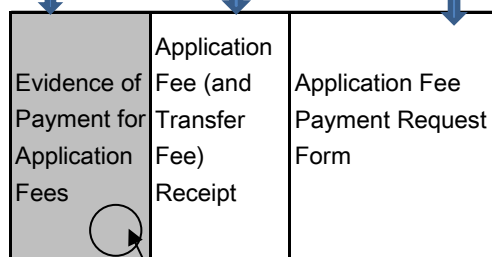 Evidence of
Payment for
Application
Fees
Application
Fee (and
Transfer
Fee)
Receipt
Application Fee
Payment Request
Form